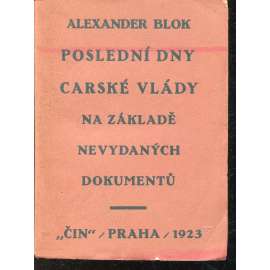 ALEXANDER BLOK
POSLEDNÍ DNY
CARSKÉ VLÁDY
NA ZÁKLADĚ
NEVYDANÝCH
DOKUMENTŮ
„ČIN“ / PRAHA / 1923